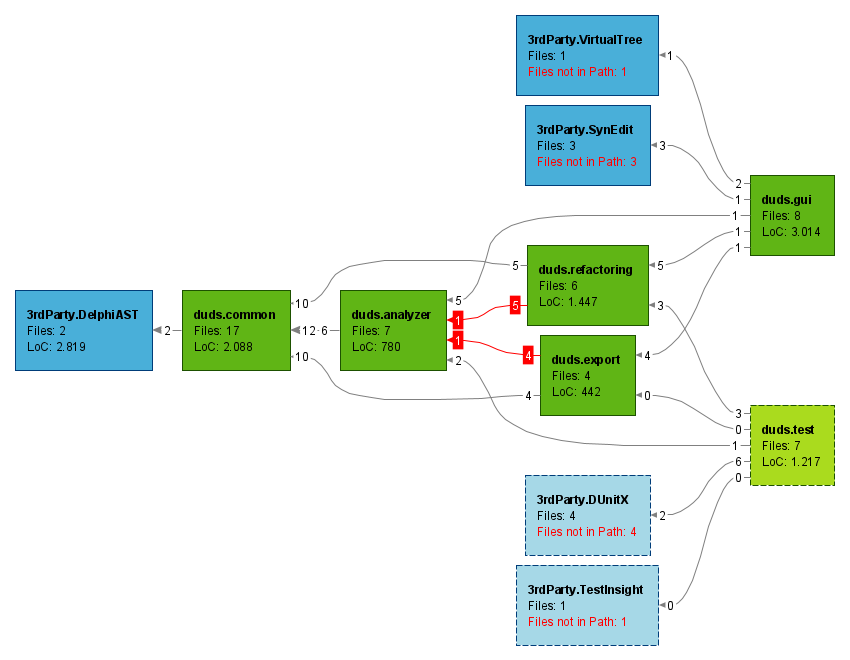 3rdParty.VirtualTree
Files: 1
Files not in Path: 1
1
3rdParty.SynEdit
Files: 3
Files not in Path: 3
3
2
1
1
1
1
duds.gui
Files: 8
LoC: 3.014
5
duds.refactoring
Files: 6
LoC: 1.447
5
5
3
3rdParty.DelphiAST
Files: 2
LoC: 2.819
2
duds.common
Files: 17
LoC: 2.088
10
12
10
6
duds.analyzer
Files: 7
LoC: 780
5
1
1
2
4
4
duds.export
Files: 4
LoC: 442
4
0
3
0
1
6
0
duds.test
Files: 7
LoC: 1.217
3rdParty.DUnitX
Files: 4
Files not in Path: 4
2
3rdParty.TestInsight
Files: 1
Files not in Path: 1
0